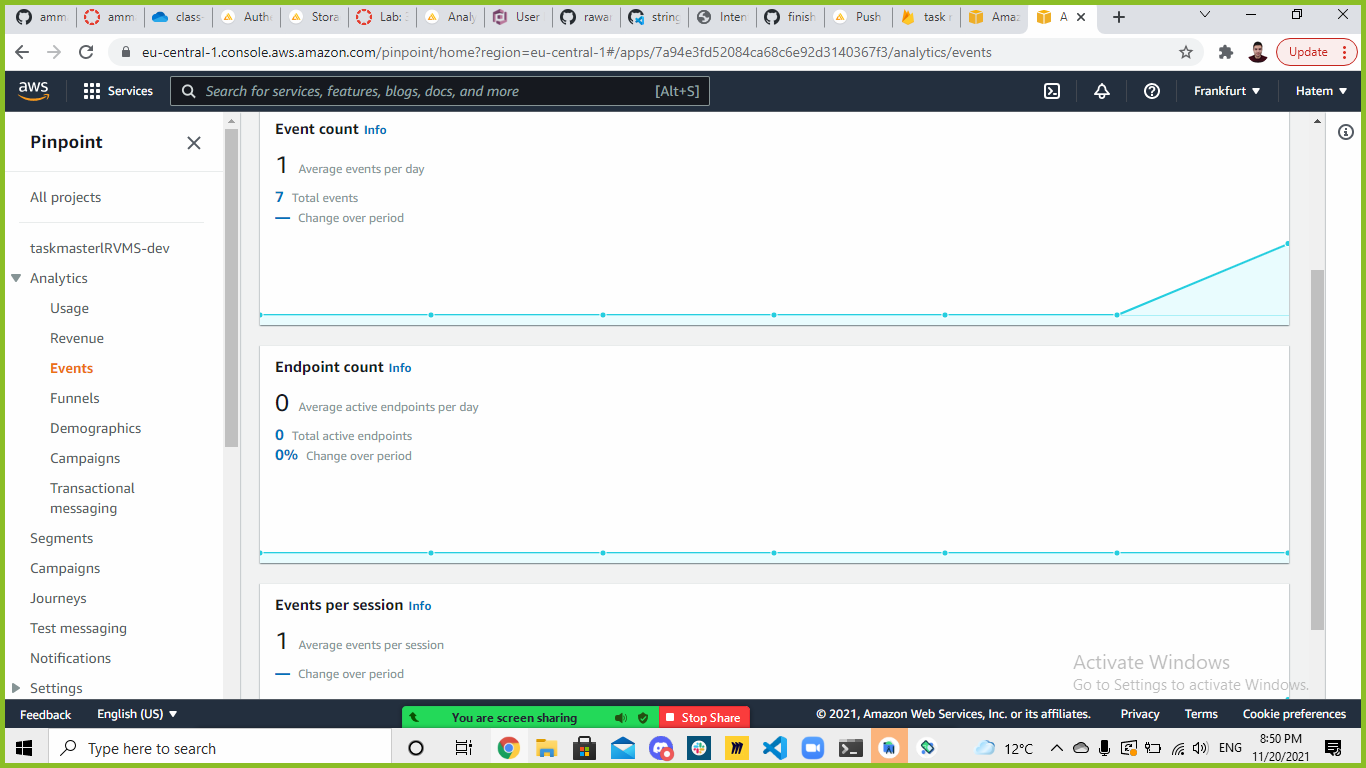 amm
amm
class-
Auth
Stora
Lab: S
Analy
User
rawa
string
Inten
finish
Push
task r
Amaz
A
eu-central-1.console.aws.amazon.com/pinpoint/home?region=eu-central-1#/apps/7a94e3fd52084ca68c6e92d3140367f3/analytics/events
Update
aws
Services
Search for services, features, blogs, docs, and more
[Alt+S]
Frankfurt
Hatem
Pinpoint
All projects
taskmasterlRVMS-dev
Analytics
Usage
Revenue
Events
Funnels
Demographics
Campaigns
Transactional
messaging
Segments
Campaigns
Journeys
Test messaging
Notifications
Settings
Event count Info
1 Average events per day
7 Total events
— Change over period
Endpoint count Info
0 Average active endpoints per day
0 Total active endpoints
0% Change over period
Events per session Info
1 Average events per session
— Change over period
Activate Windows
Go to Settings to activate Windows.
Feedback
English (US)
You are screen sharing
Stop Share
© 2021, Amazon Web Services, Inc. or its affiliates.
Privacy
Terms
Cookie preferences
Type here to search
12°C
ENG
8:50 PM
11/20/2021